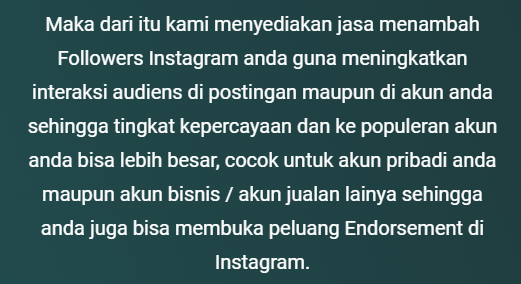 Maka dari itu kami menyediakan jasa menambah
Followers Instagram anda guna meningkatkan
interaksi audiens di postingan maupun di akun anda
sehingga tingkat kepercayaan dan ke populeran akun
anda bisa lebih besar, cocok untuk akun pribadi anda
maupun akun bisnis / akun jualan lainya sehingga
anda juga bisa membuka peluang Endorsement di
Instagram.